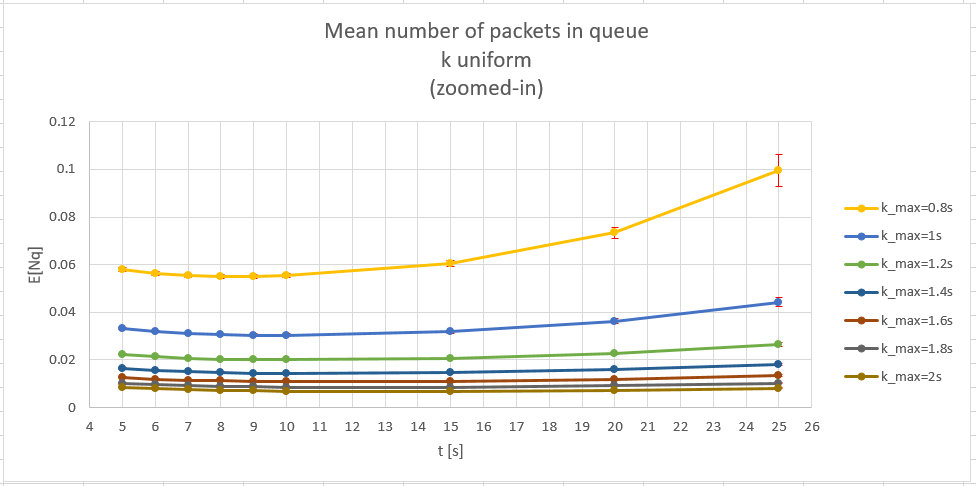 Mean number of packets in queue
k uniform
(zoomed-in)
0.12
0.1
0.08
0.06
0.04
0.02
0
E[Nq]
4 5 6 7 8 9 10 11 12 13 14 15 16 17 18 19 20 21 22 23 24 25 26
t [s]
k_max=0.8s
k_max=1s
k_max=1.2s
k_max=1.4s
k_max=1.6s
k_max=1.8s
k_max=2s